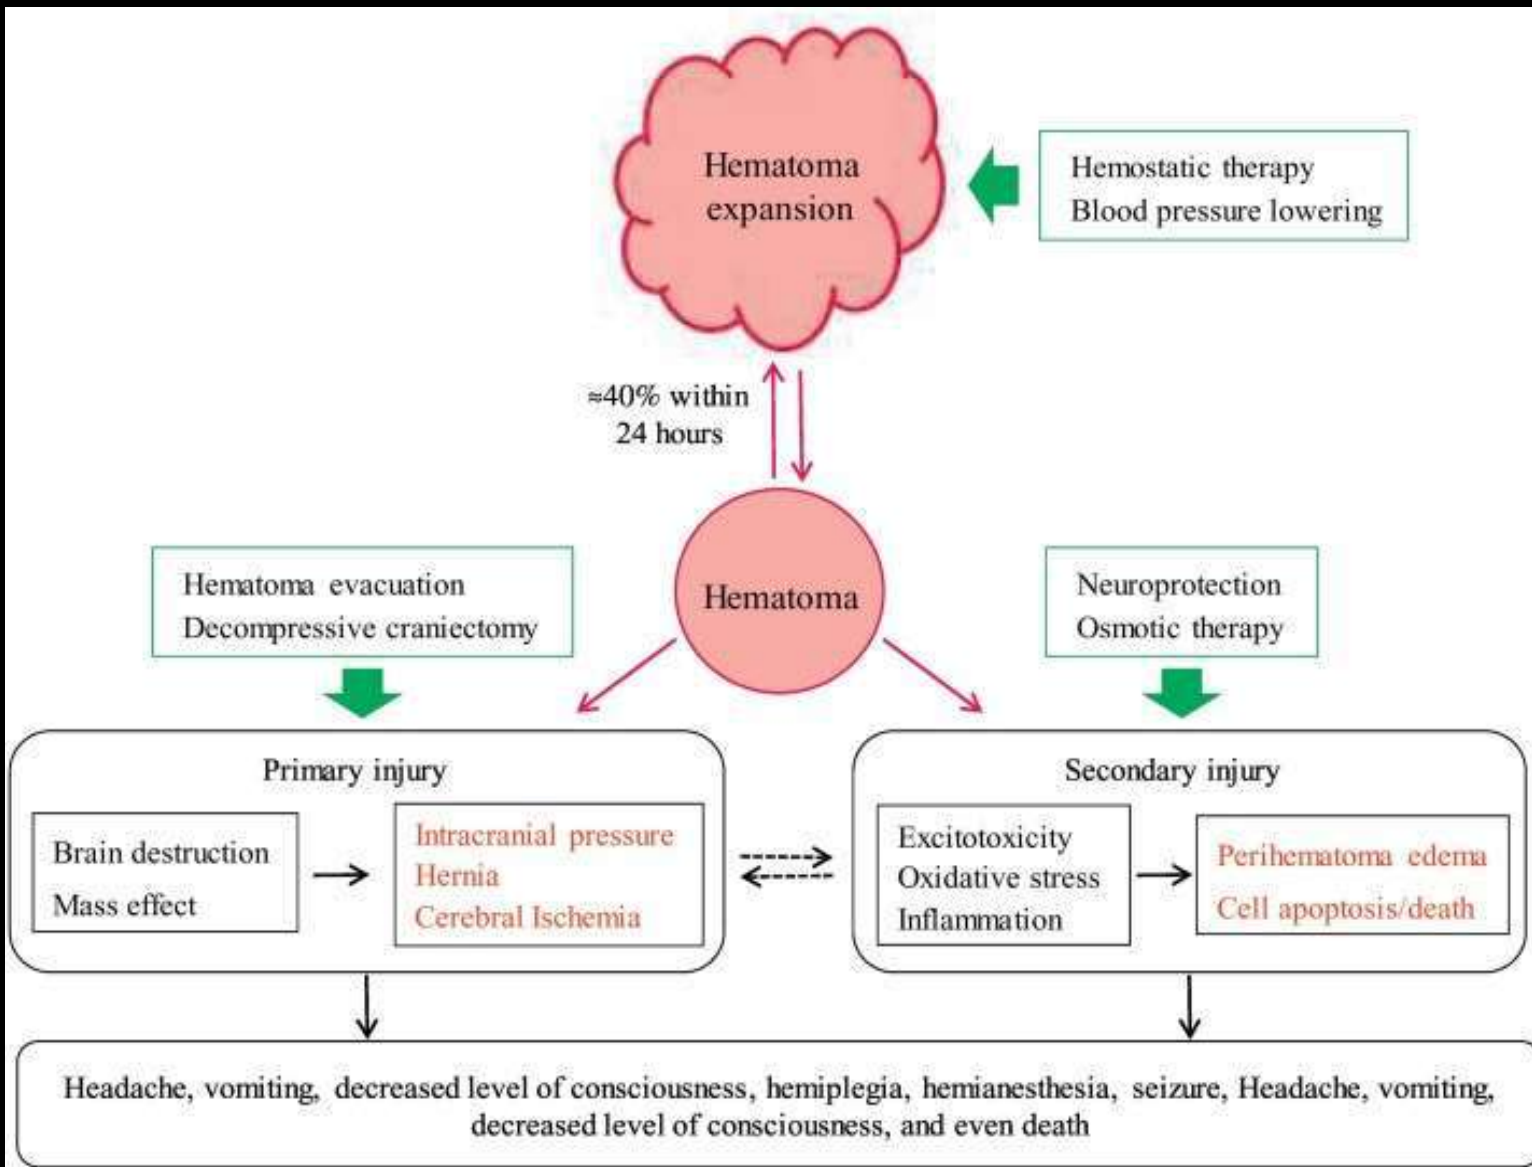 Hematoma
expansion
Hemostatic therapy
Blood pressure lowering
≈40% within
24 hours
Hematoma
Hematoma evacuation
Decompressive craniectomy
Neuroprotection
Osmotic therapy
Primary injury
Brain destruction
Mass effect
Intracranial pressure
Hernia
Cerebral Ischemia
Secondary injury
Excitotoxicity
Oxidative stress
Inflammation
Perihematoma edema
Cell apoptosis/death
Headache, vomiting, decreased level of consciousness, hemiplegia, hemianesthesia, seizure, Headache, vomiting,
decreased level of consciousness, and even death